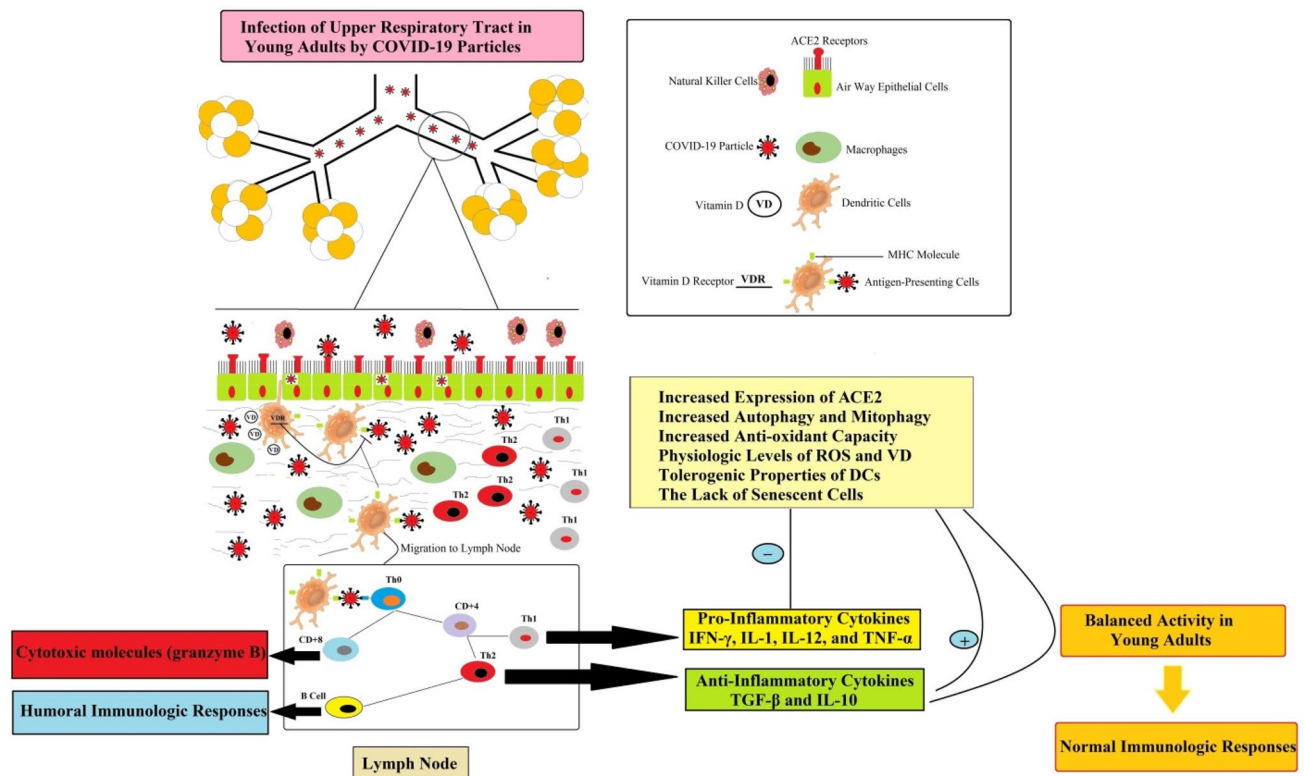 Infection of Upper Respiratory Tract in
Young Adults by COVID-19 Particles
ACE2 Receptors
Natural Killer Cells
Air Way Epithelial Cells
COVID-19 Particle
Macrophages
Vitamin D
VD
Dendritic Cells
MHC Molecule
Vitamin D Receptor
VDR
Antigen-Presenting Cells
VD
VD
VD
VDR
Th1
Th2
Th2
Th2
Th1
Th1
Migration to Lymph Node
Increased Expression of ACE2
Increased Autophagy and Mitophagy
Increased Anti-oxidant Capacity
Physiologic Levels of ROS and VD
Tolerogenic Properties of DCs
The Lack of Senescent Cells
−
+
Th0
CD+4
Th1
CD+8
Th2
B Cell
Cytotoxic molecules (granzyme B)
Humoral Immunologic Responses
Lymph Node
Pro-Inflammatory Cytokines
IFN-γ, IL-1, IL-12, and TNF-α
Anti-Inflammatory Cytokines
TGF-β and IL-10
Balanced Activity in
Young Adults
Normal Immunologic Responses